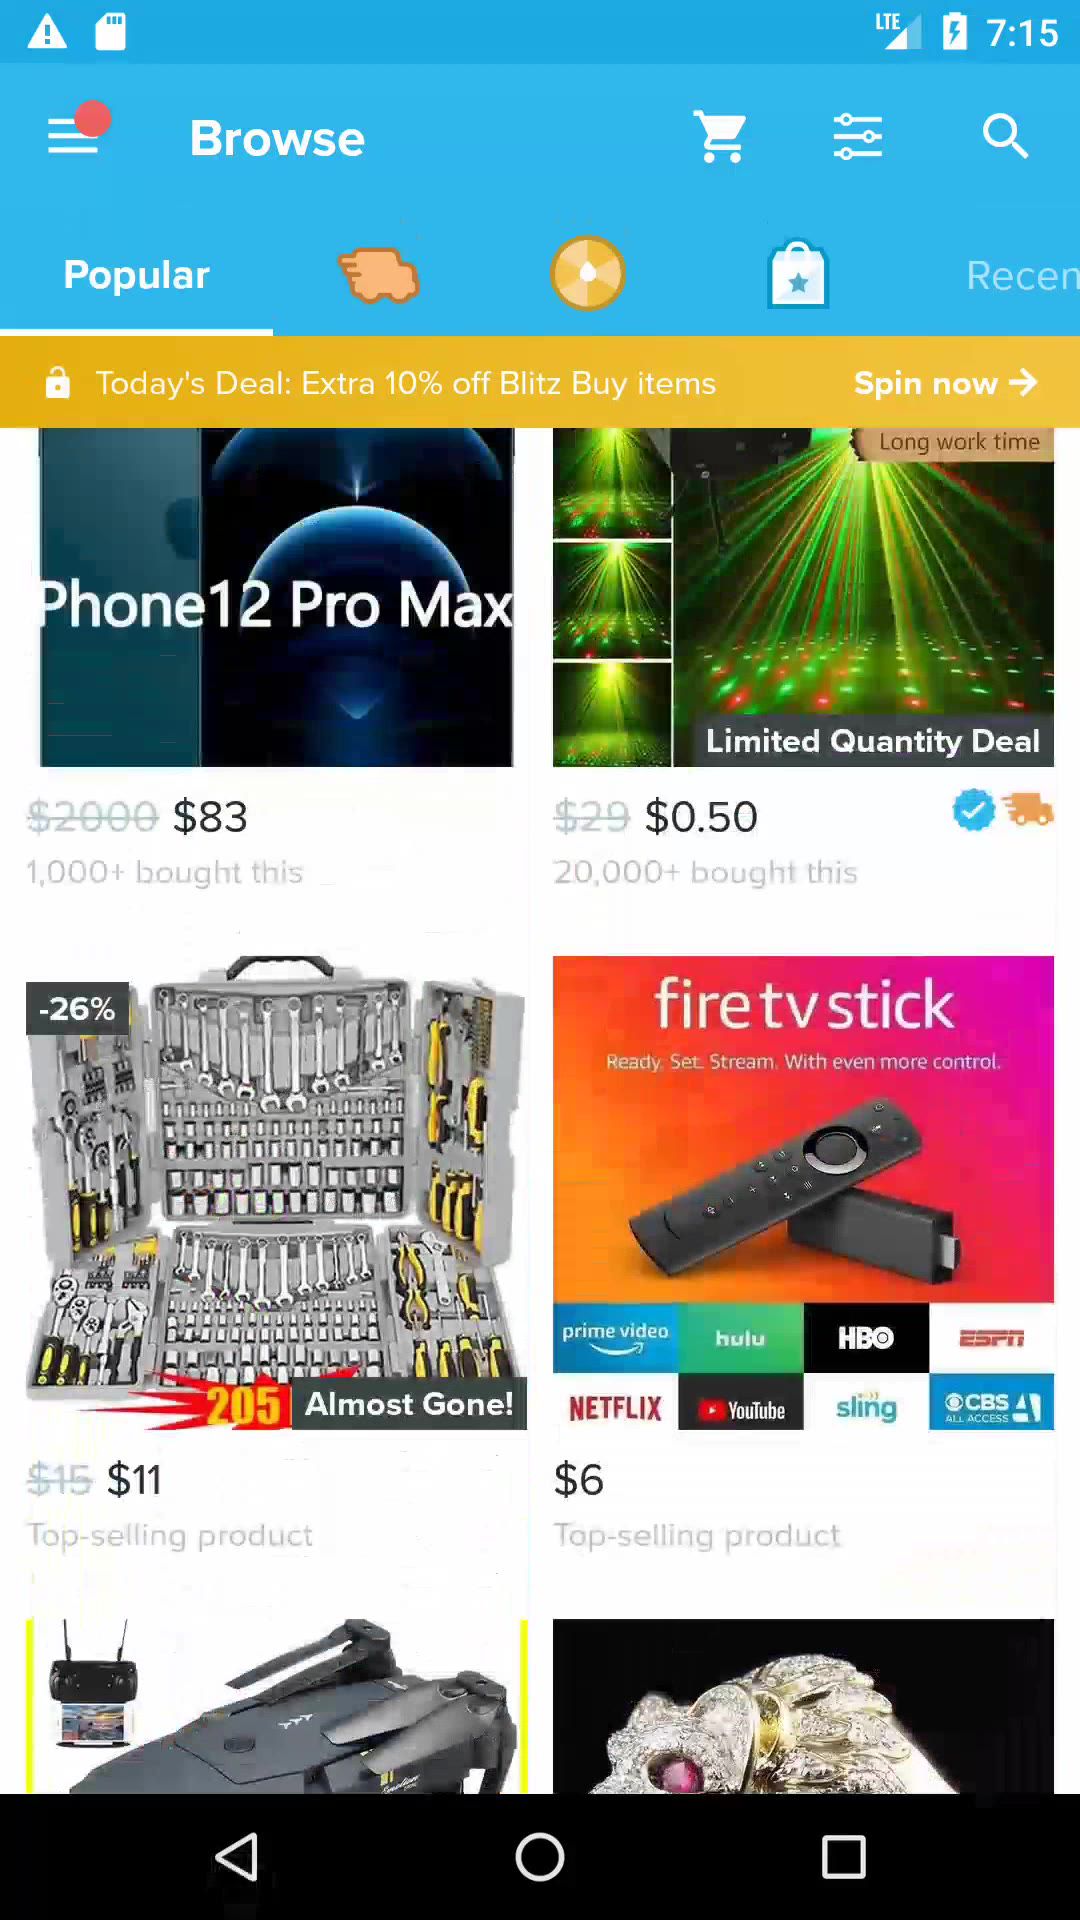 LTE 7:15
Browse
Popular
Recen
Today's Deal: Extra 10% off Blitz Buy items
Spin now →
Long work time
Phone12 Pro Max
Limited Quantity Deal
$2000 $83
$29 $0.50
1,000+ bought this
20,000+ bought this
-26%
205
Almost Gone!
fire tv stick
Ready. Set. Stream. With even more control.
prime video
hulu
HBO
ESPN
NETFLIX
YouTube
sling
CBS
ALL ACCESS
$15 $11
$6
Top-selling product
Top-selling product